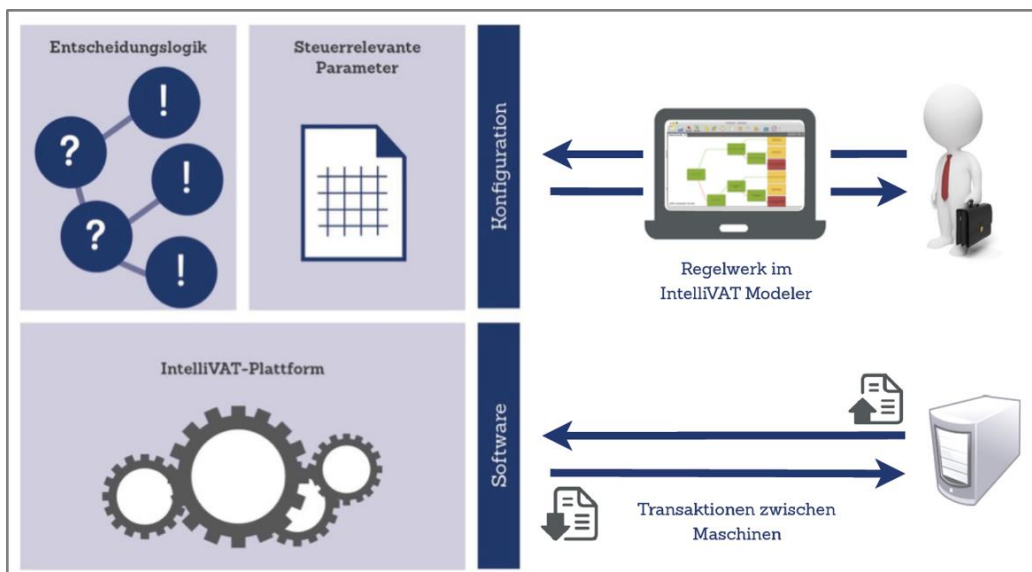 Entscheidungslogik
Steuerrelevante
Parameter
Konfiguration
Regelwerk im
IntelliVAT Modeler
IntelliVAT-Plattform
Software
Transaktionen zwischen
Maschinen